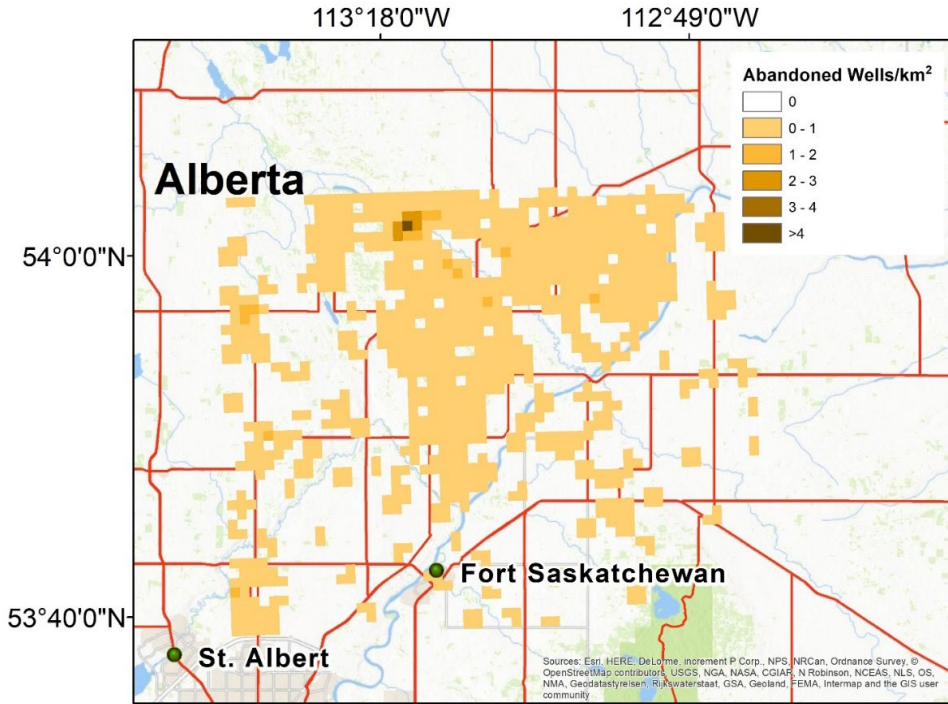 113°18'0"W 112°49'0"W
Abandoned Wells/km²
0
0 - 1
1 - 2
2 - 3
3 - 4
>4
Alberta
54°0'0"N
Fort Saskatchewan
53°40'0"N
St. Albert
Sources: Esri, HERE, DeLorme, Increment P Corp., NPS, NRCan, Ordnance Survey, ©
OpenStreetMap contributors, USGS, NGA, NASA, CGIAR, N Robinson, NCEAS, NLS, OS,
NMA, Geodatastyrelsen, Rijkswaterstaat, GSA, Geoland, FEMA, Intermap and the GIS user
community